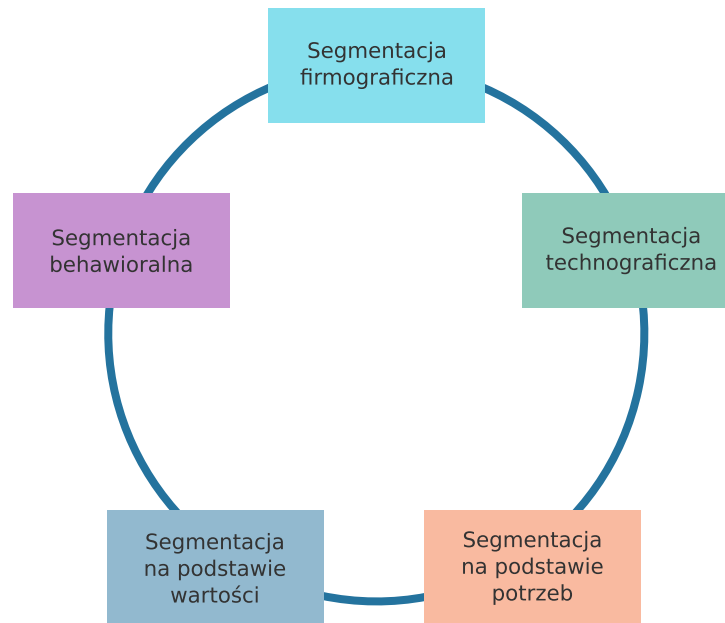 Segmentacja
firmograficzna
Segmentacja
behawioralna
Segmentacja
technograficzna
Segmentacja
na podstawie
wartości
Segmentacja
na podstawie
potrzeb